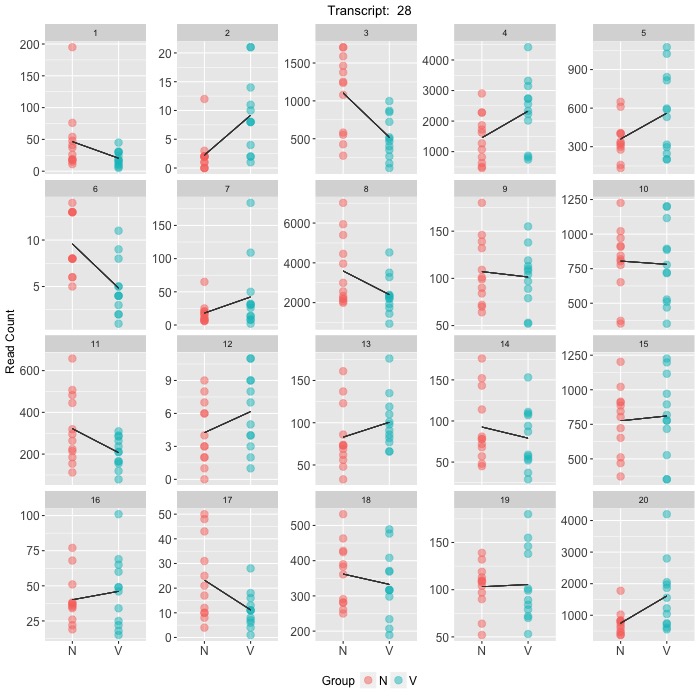 Transcript: 28
1 2 3 4 5
200 150 100 50 0
20 15 10 5 0
1500 1000 500
4000 3000 2000 1000
900 600 300
6 7 8 9 10
10 5
150 100 50 0
6000 4000 2000
150 100 50
1250 1000 750 500
Read Count
11 12 13 14 15
600 400 200
9 6 3 0
150 100 50
150 100 50
1250 1000 750 500
16 17 18 19 20
100 75 50 25
50 40 30 20 10 0
500 400 300 200
150 100 50
4000 3000 2000 1000
N V N V N V N V N V
Group N V